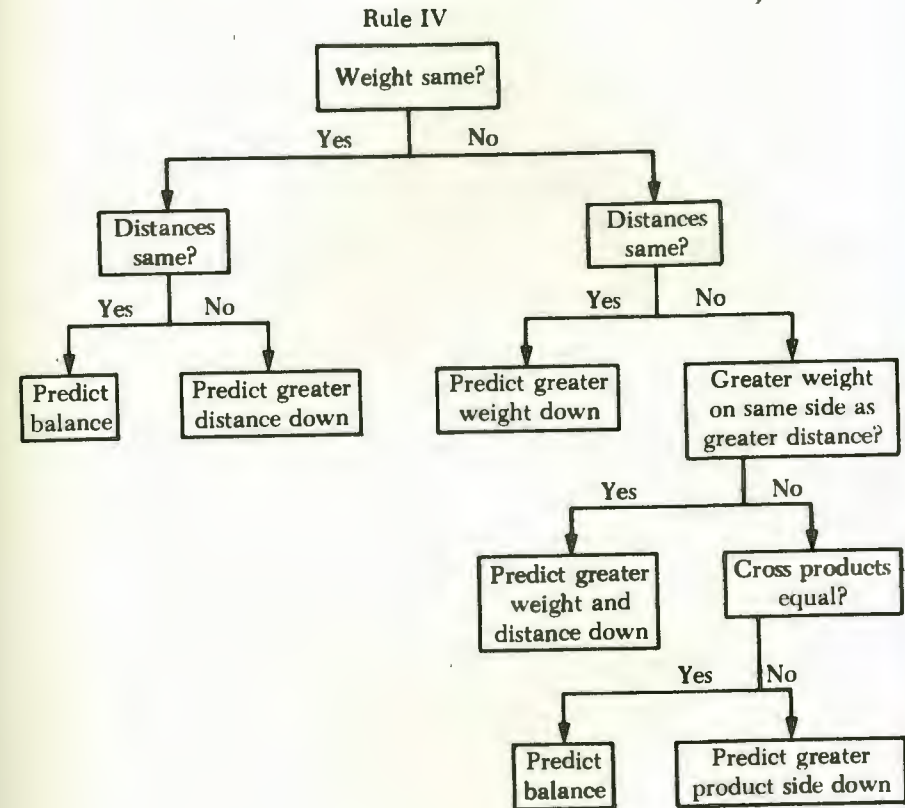 Rule IV
Weight same?
Yes No
Distances
same?
Distances
same?
Yes No
Yes No
Predict
balance
Predict greater
distance down
Predict greater
weight down
Greater weight
on same side as
greater distance?
Yes No
Predict greater
weight and
distance down
Cross products
equal?
Yes No
Predict
balance
Predict greater
product side down